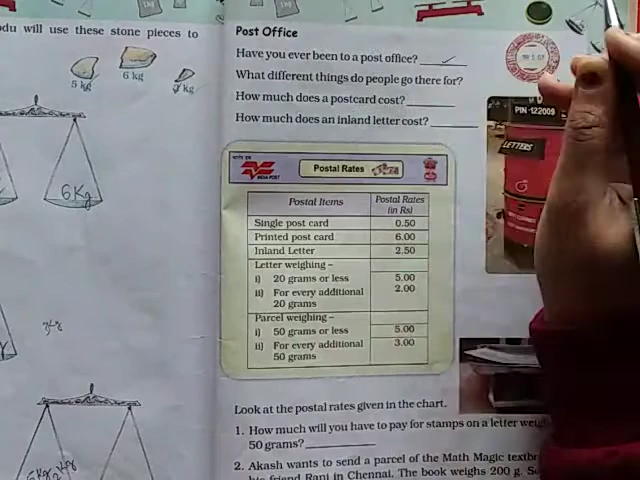 du will use these stone pieces to
5 kg
6 kg
kg
6 Kg
Post Office
Have you ever been to a post office?
What different things do people go there for?
How much does a postcard cost?
How much does an inland letter cost?
PIN-122009
LETTERS
INDIA POST
Postal Rates
Postal Items
Postal Rates
(in Rs)
Single post card 0.50
Printed post card 6.00
Inland Letter 2.50
Letter weighing –
i) 20 grams or less 5.00
ii) For every additional 2.00
20 grams
Parcel weighing –
i) 50 grams or less 5.00
ii) For every additional 3.00
50 grams
Look at the postal rates given in the chart.
1. How much will you have to pay for stamps on a letter
50 grams?
2. Akash wants to send a parcel of the Math Magic
his friend Rani in Chennai. The book weighs 200 g.